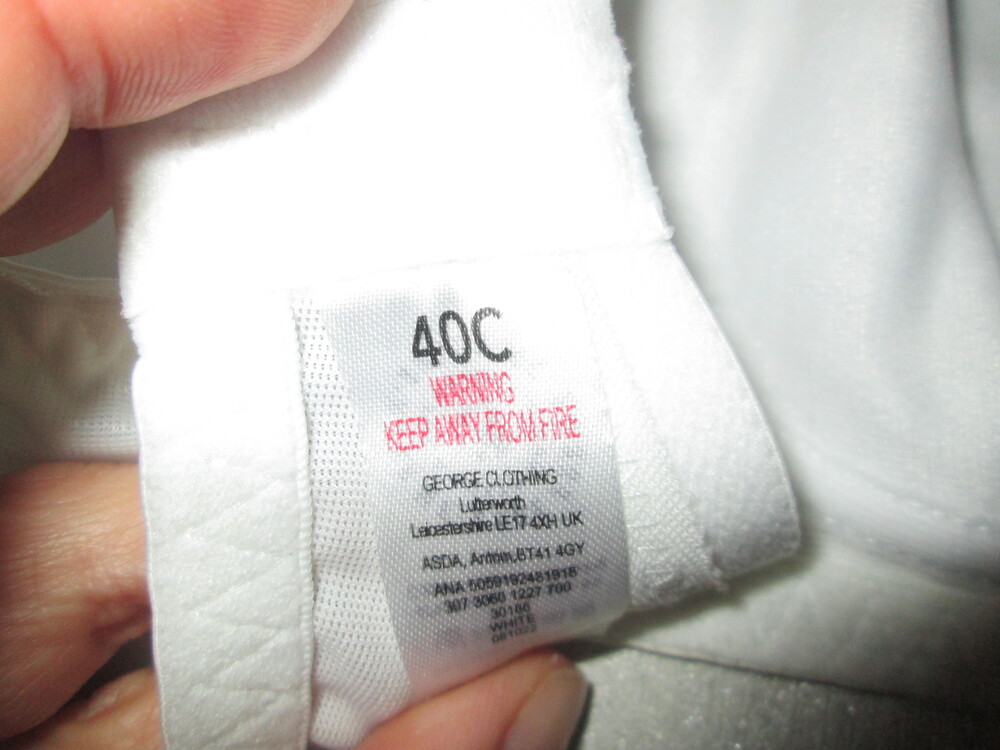 40C
WARNING
KEEP AWAY FROM FIRE
GEORGE CLOTHING
Lutterworth
Leicestershire LE17 4XH UK
ASDA, Antrim, BT41 4GY
ANA 5059192481918
307 3060 1227 700
30186
WHITE
081022